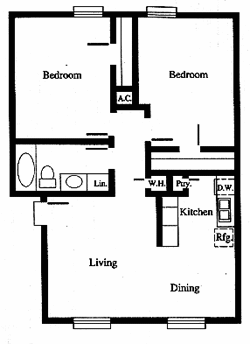 Bedroom
Bedroom
A.C.
Lin.
W.H.
Pty.
D.W.
Kitchen
Rfg.
Living
Dining